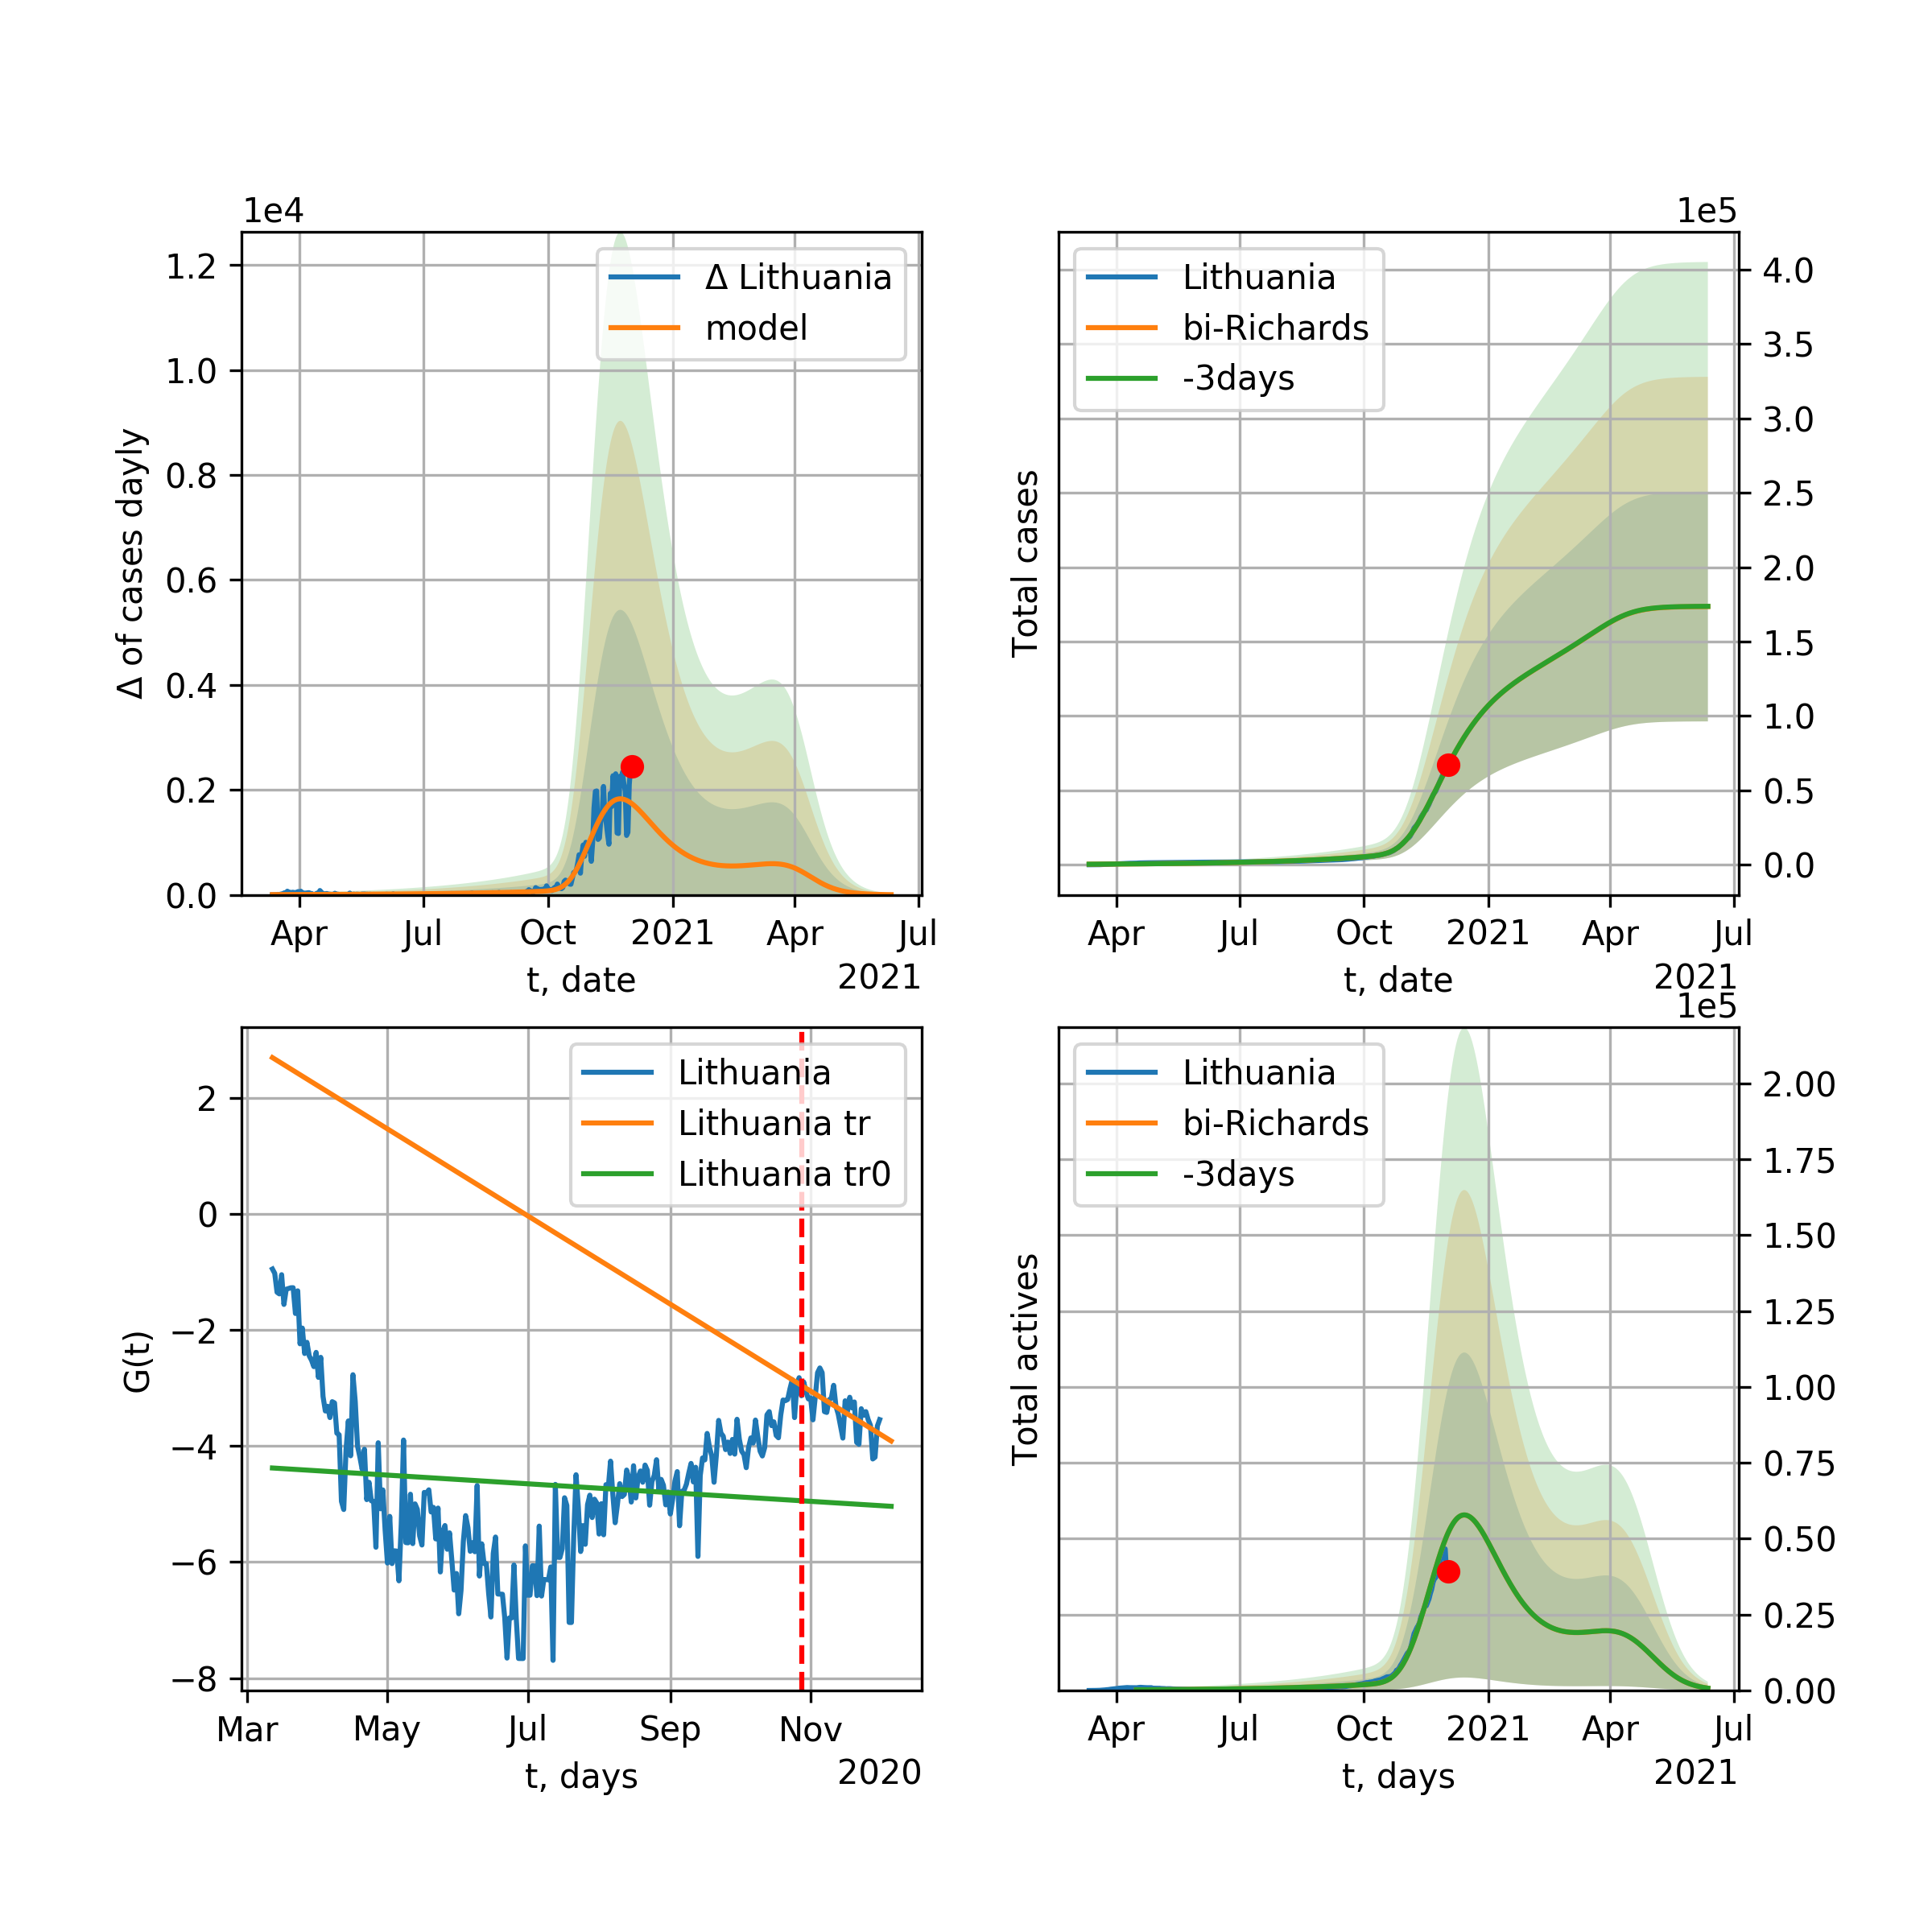 1e4
1.2
1.0
0.8
0.6
0.4
0.2
0.0
Δ of cases dayly
Δ Lithuania
model
Apr Jul Oct 2021 Apr Jul
t, date
2021
1e5
Total cases
Lithuania
bi-Richards
-3days
4.0
3.5
3.0
2.5
2.0
1.5
1.0
0.5
0.0
Apr Jul Oct 2021 Apr Jul
t, date
2021
G(t)
2
0
−2
−4
−6
−8
Lithuania
Lithuania tr
Lithuania tr0
Mar May Jul Sep Nov
t, days
2020
1e5
Total actives
Lithuania
bi-Richards
-3days
2.00
1.75
1.50
1.25
1.00
0.75
0.50
0.25
0.00
Apr Jul Oct 2021 Apr Jul
t, days
2021